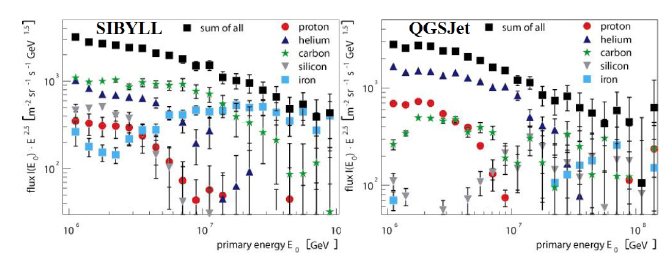 SIBYLL
sum of all
proton
helium
carbon
silicon
iron
flux I(E₀) · E ²·⁵ [m⁻² sr⁻¹ s⁻¹ GeV ¹·⁵]
10³
10²
10⁶
10⁷
10
primary energy E₀ [GeV]
QGSJet
sum of all
proton
helium
carbon
silicon
iron
flux I(E₀) · E ²·⁵ [m⁻² sr⁻¹ s⁻¹ GeV ¹·⁵]
10³
10²
10⁶
10⁷
10⁸
primary energy E₀ [GeV]